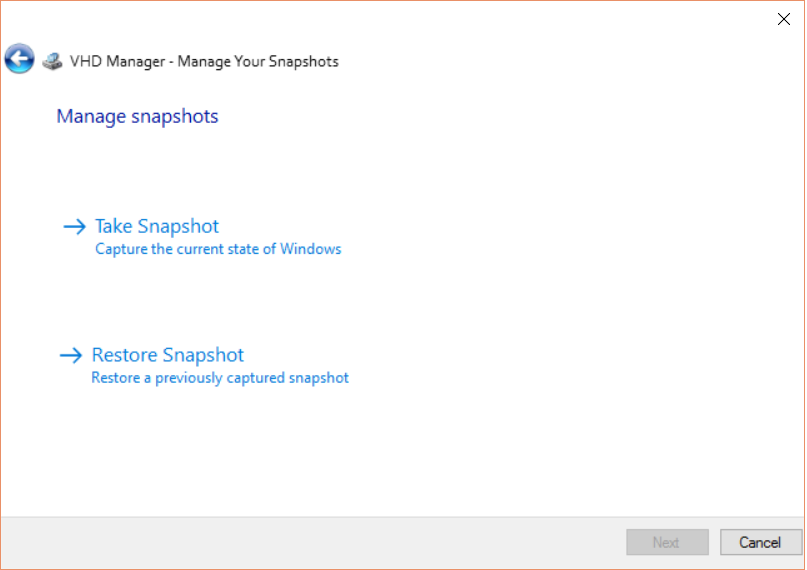 VHD Manager - Manage Your Snapshots
Manage snapshots
Take Snapshot
Capture the current state of Windows
Restore Snapshot
Restore a previously captured snapshot
Next
Cancel